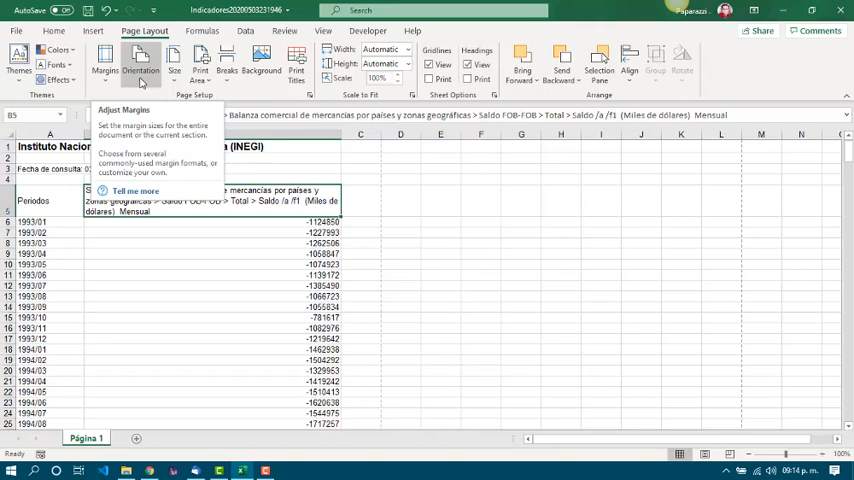 AutoSave Off Indicadores20200503231946 Search Paparazzi .
File Home Insert Page Layout Formulas Data Review View Developer Help Share Comments
Themes Colors Fonts Effects Themes
Margins Orientation Size Print Area Breaks Background Print Titles Page Setup
Width: Automatic
Height: Automatic
Scale: 100%
Scale to Fit
Gridlines Headings
View View
Print Print
Sheet Options
Bring Forward Send Backward Selection Pane Align Group Rotate
Arrange
B5 Balanza comercial de mercancías por países y zonas geográficas > Saldo FOB-FOB > Total > Saldo /a /f1 (Miles de dólares) Mensual
Adjust Margins
Set the margin sizes for the entire
document or the current section.
Choose from several
commonly-used margin formats, or
customize your own.
Tell me more
A B C D E F G H I J K L M N
1 Instituto Nacion (INEGI)
2
3 Fecha de consulta: 0
4
5 Periodos
de mercancías por países y
zonas geográficas > Saldo FOB-FOB > Total > Saldo /a /f1 (Miles de
dólares) Mensual
6 1993/01 -1124850
7 1993/02 -1227993
8 1993/03 -1262506
9 1993/04 -1058847
10 1993/05 -1074923
11 1993/06 -1139172
12 1993/07 -1385490
13 1993/08 -1066723
14 1993/09 -1055834
15 1993/10 -781617
16 1993/11 -1082976
17 1993/12 -1219642
18 1994/01 -1462938
19 1994/02 -1504292
20 1994/03 -1329953
21 1994/04 -1419242
22 1994/05 -1510413
23 1994/06 -1620638
24 1994/07 -1544975
25 1994/08 -1717257
Página 1
Ready 100%
09:14 p. m.